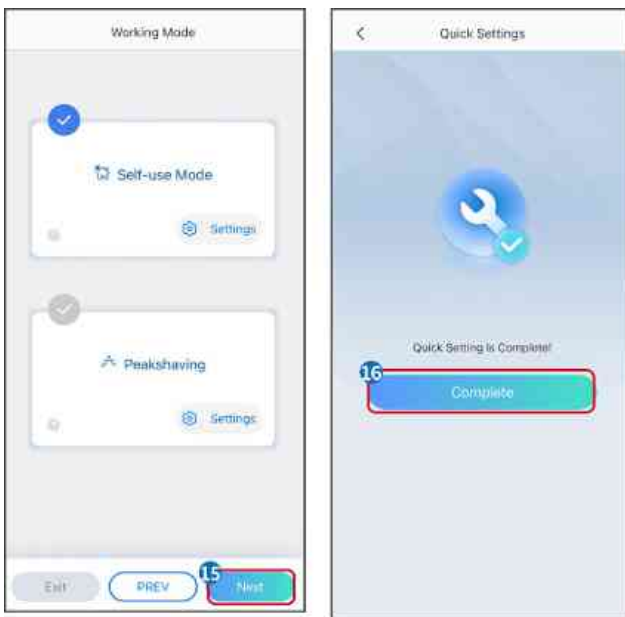 Working Mode
Self-use Mode
Settings
Peakshaving
Settings
Exit
PREV
15
Next
Quick Settings
Quick Setting Is Complete!
16
Complete